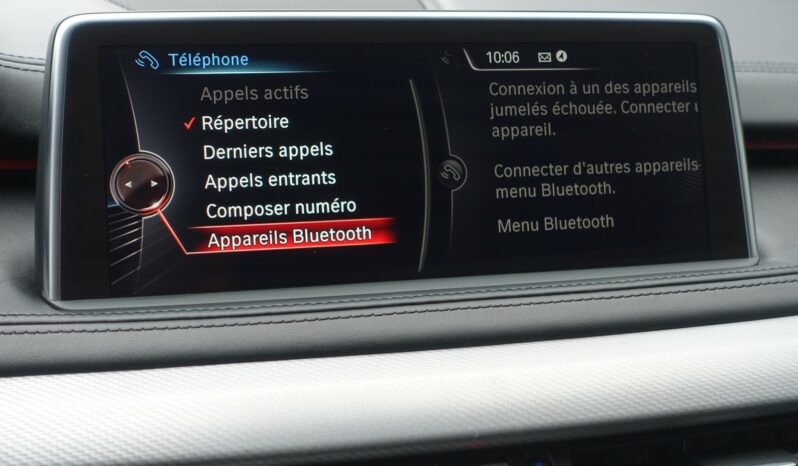 Téléphone
Appels actifs
Répertoire
Derniers appels
Appels entrants
Composer numéro
Appareils Bluetooth
10:06
Connexion à un des appareils
jumelés échouée. Connecter
appareil.
Connecter d'autres appareils
menu Bluetooth.
Menu Bluetooth